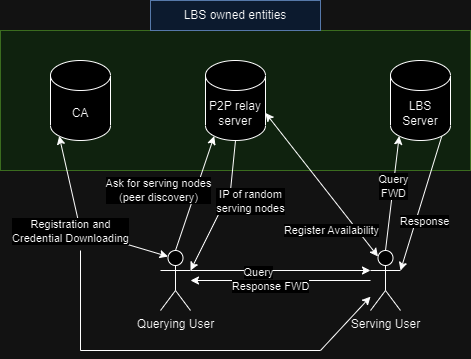 LBS owned entities
CA
P2P relay
server
LBS
Server
Ask for serving nodes
(peer discovery)
IP of random
serving nodes
Query
FWD
Registration and
Credential Downloading
Register Availability
Response
Query
Response FWD
Querying User
Serving User